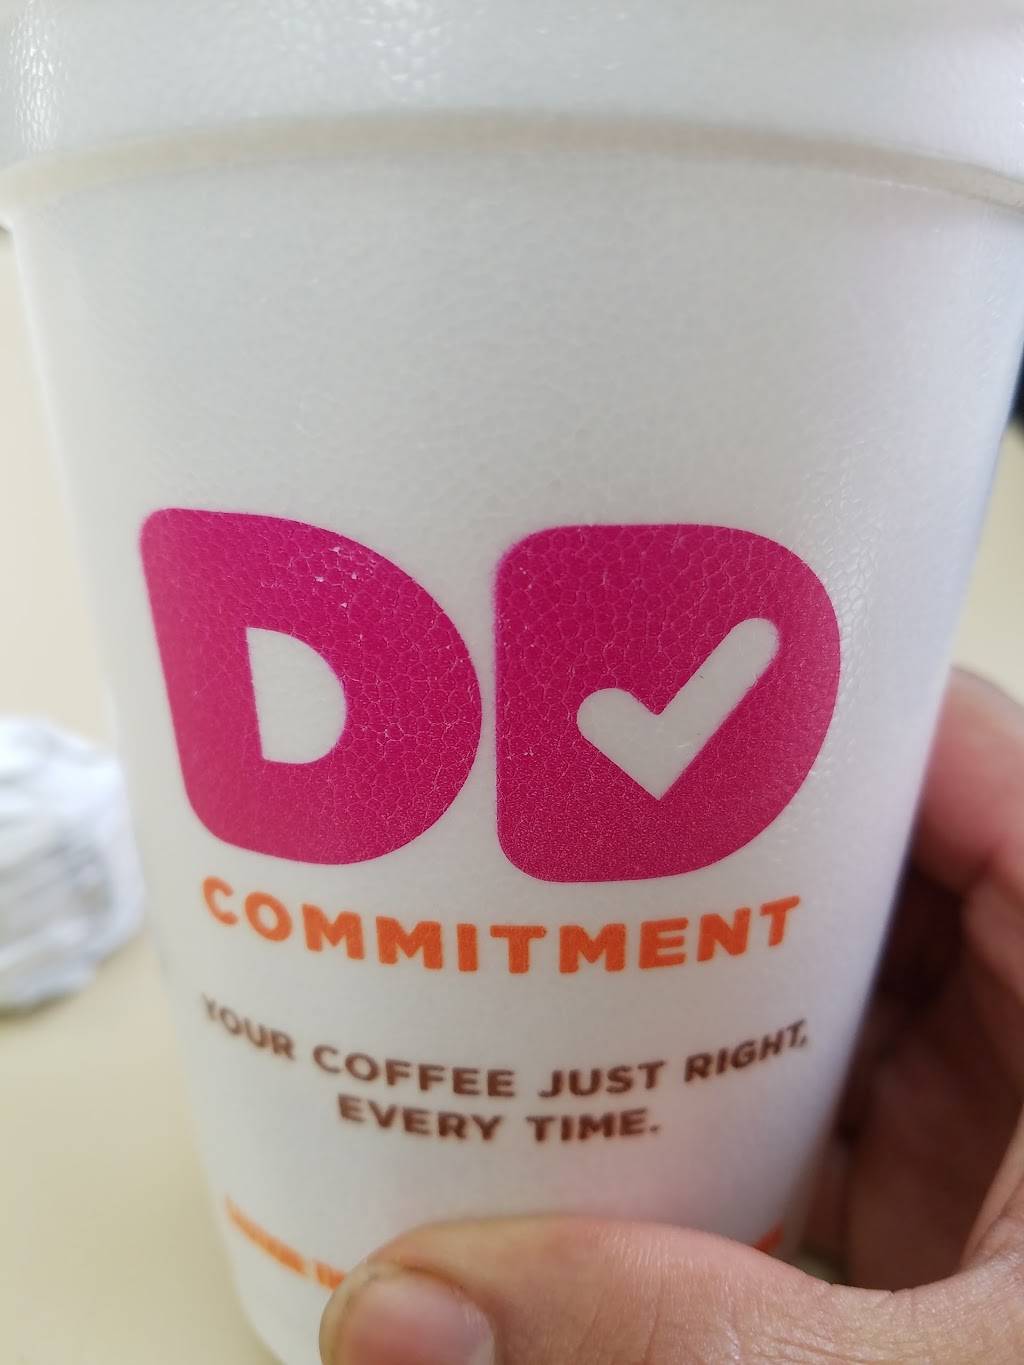 DD
COMMITMENT
YOUR COFFEE JUST RIGHT,
EVERY TIME.